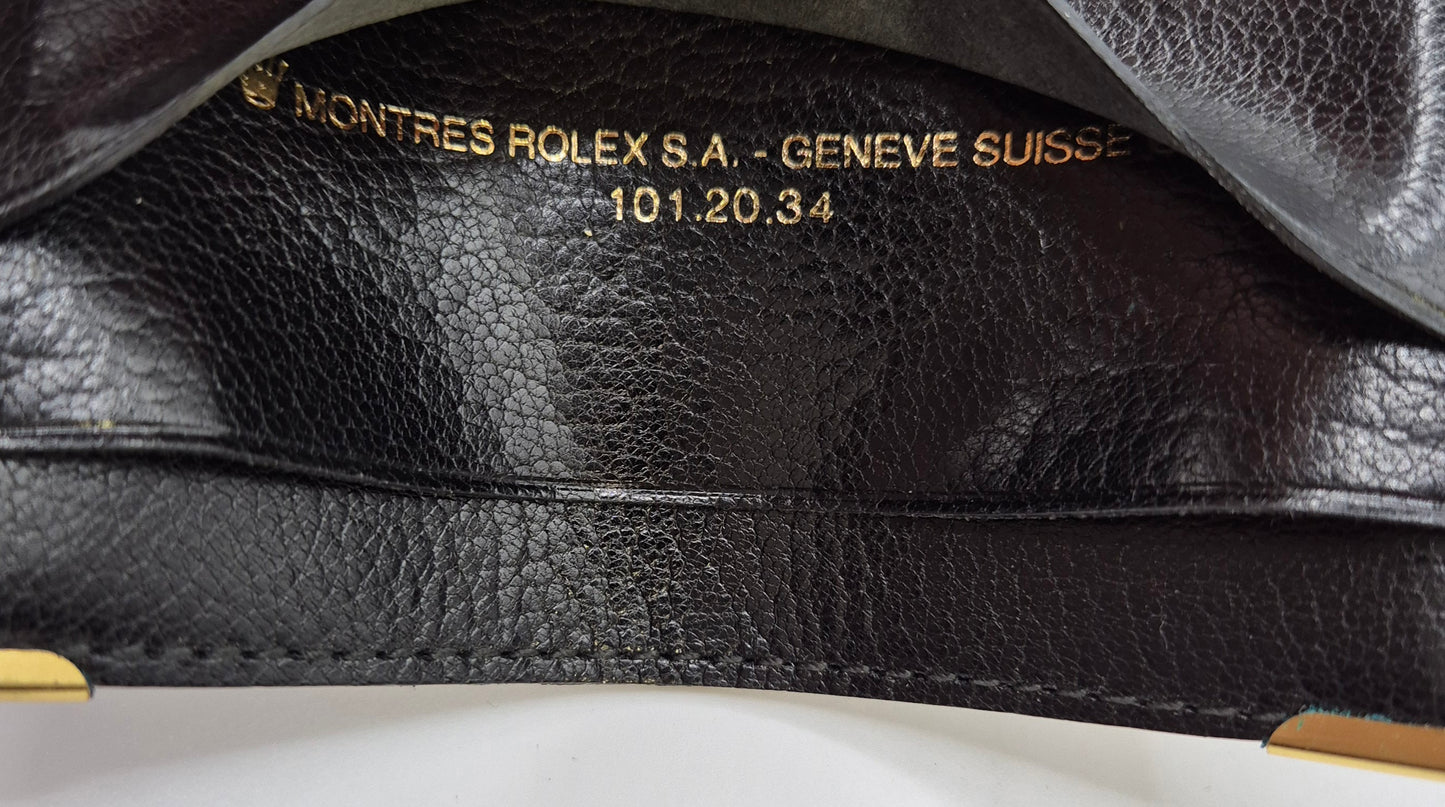 MONTRES ROLEX S.A. - GENEVE SUISSE
101.20.34